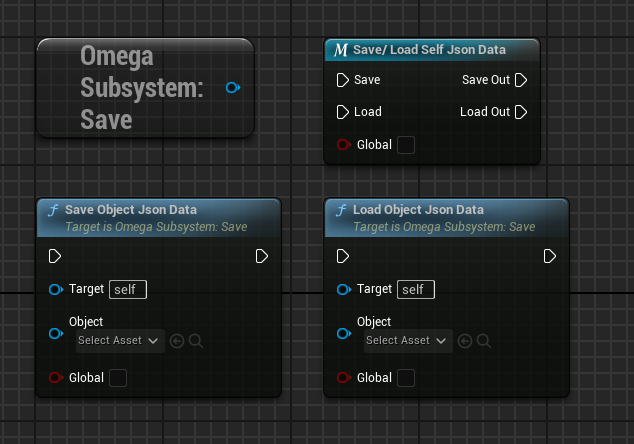 Omega
Subsystem:
Save
M Save/ Load Self Json Data
Save Save Out
Load Load Out
Global
f Save Object Json Data
Target is Omega Subsystem: Save
Target self
Object
Select Asset
Global
f Load Object Json Data
Target is Omega Subsystem: Save
Target self
Object
Select Asset
Global